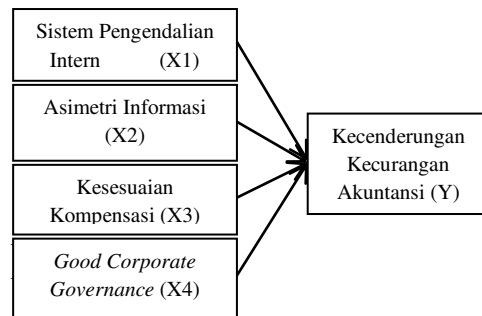 Sistem Pengendalian
Intern (X1)
Asimetri Informasi
(X2)
Kesesuaian
Kompensasi (X3)
Good Corporate
Governance (X4)
Kecenderungan
Kecurangan
Akuntansi (Y)